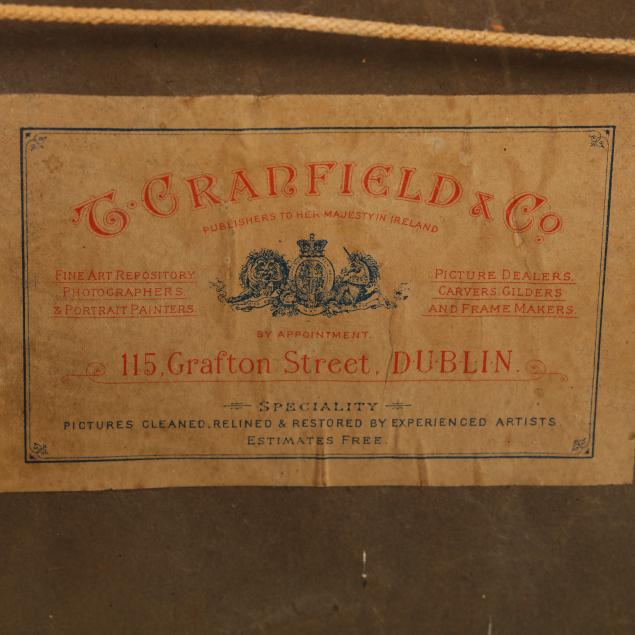 T. CRANFIELD & Co.
PUBLISHERS TO HER MAJESTY IN IRELAND
FINE ART REPOSITORY.
PHOTOGRAPHERS.
& PORTRAIT PAINTERS.
PICTURE DEALERS.
CARVERS GILDERS
AND FRAME MAKERS.
BY APPOINTMENT.
115, Grafton Street, DUBLIN.
SPECIALITY
PICTURES CLEANED, RELINED & RESTORED BY EXPERIENCED ARTISTS
ESTIMATES FREE.